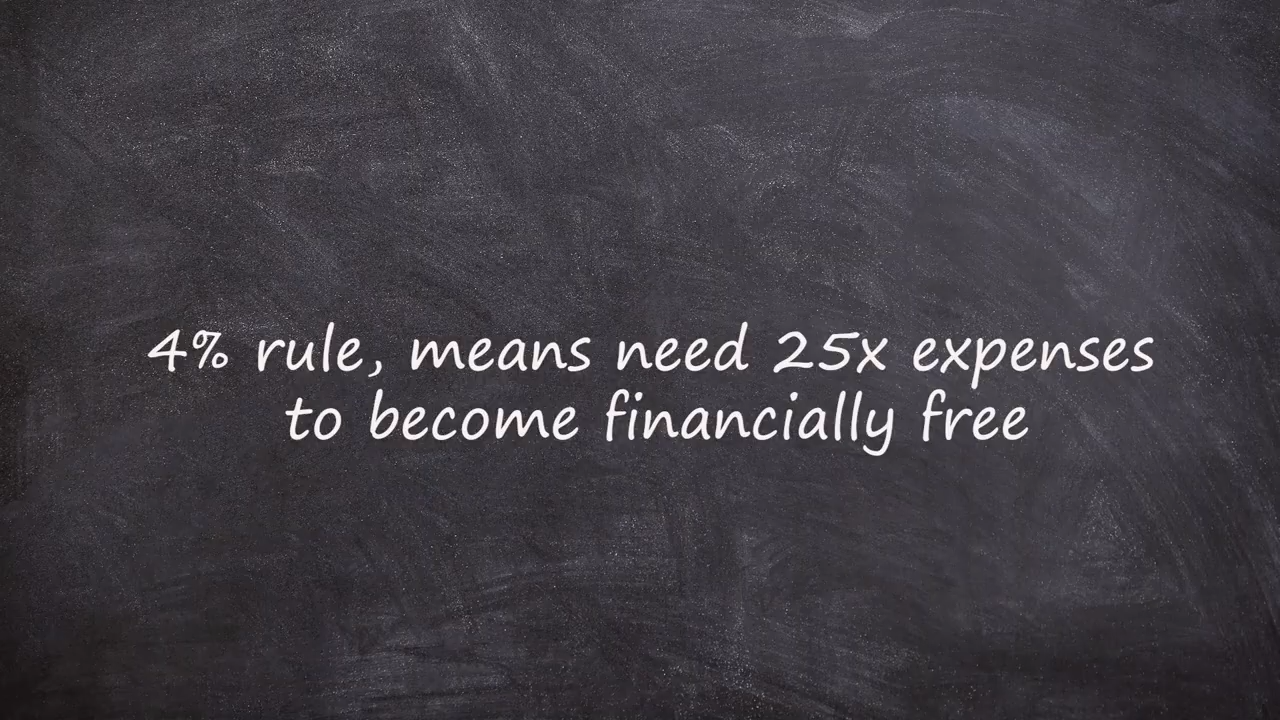 4% rule, means need 25x expenses
to become financially free